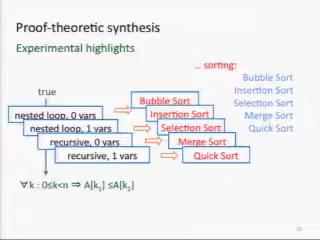 Proof-theoretic synthesis
Experimental highlights
... sorting:
Bubble Sort
Insertion Sort
Selection Sort
Merge Sort
Quick Sort
true
nested loop, 0 vars
nested loop, 1 vars
recursive, 0 vars
recursive, 1 vars
Bubble Sort
Insertion Sort
Selection Sort
Merge Sort
Quick Sort
∀k : 0≤k<n ⇒ A[k₁] ≤A[k₂]